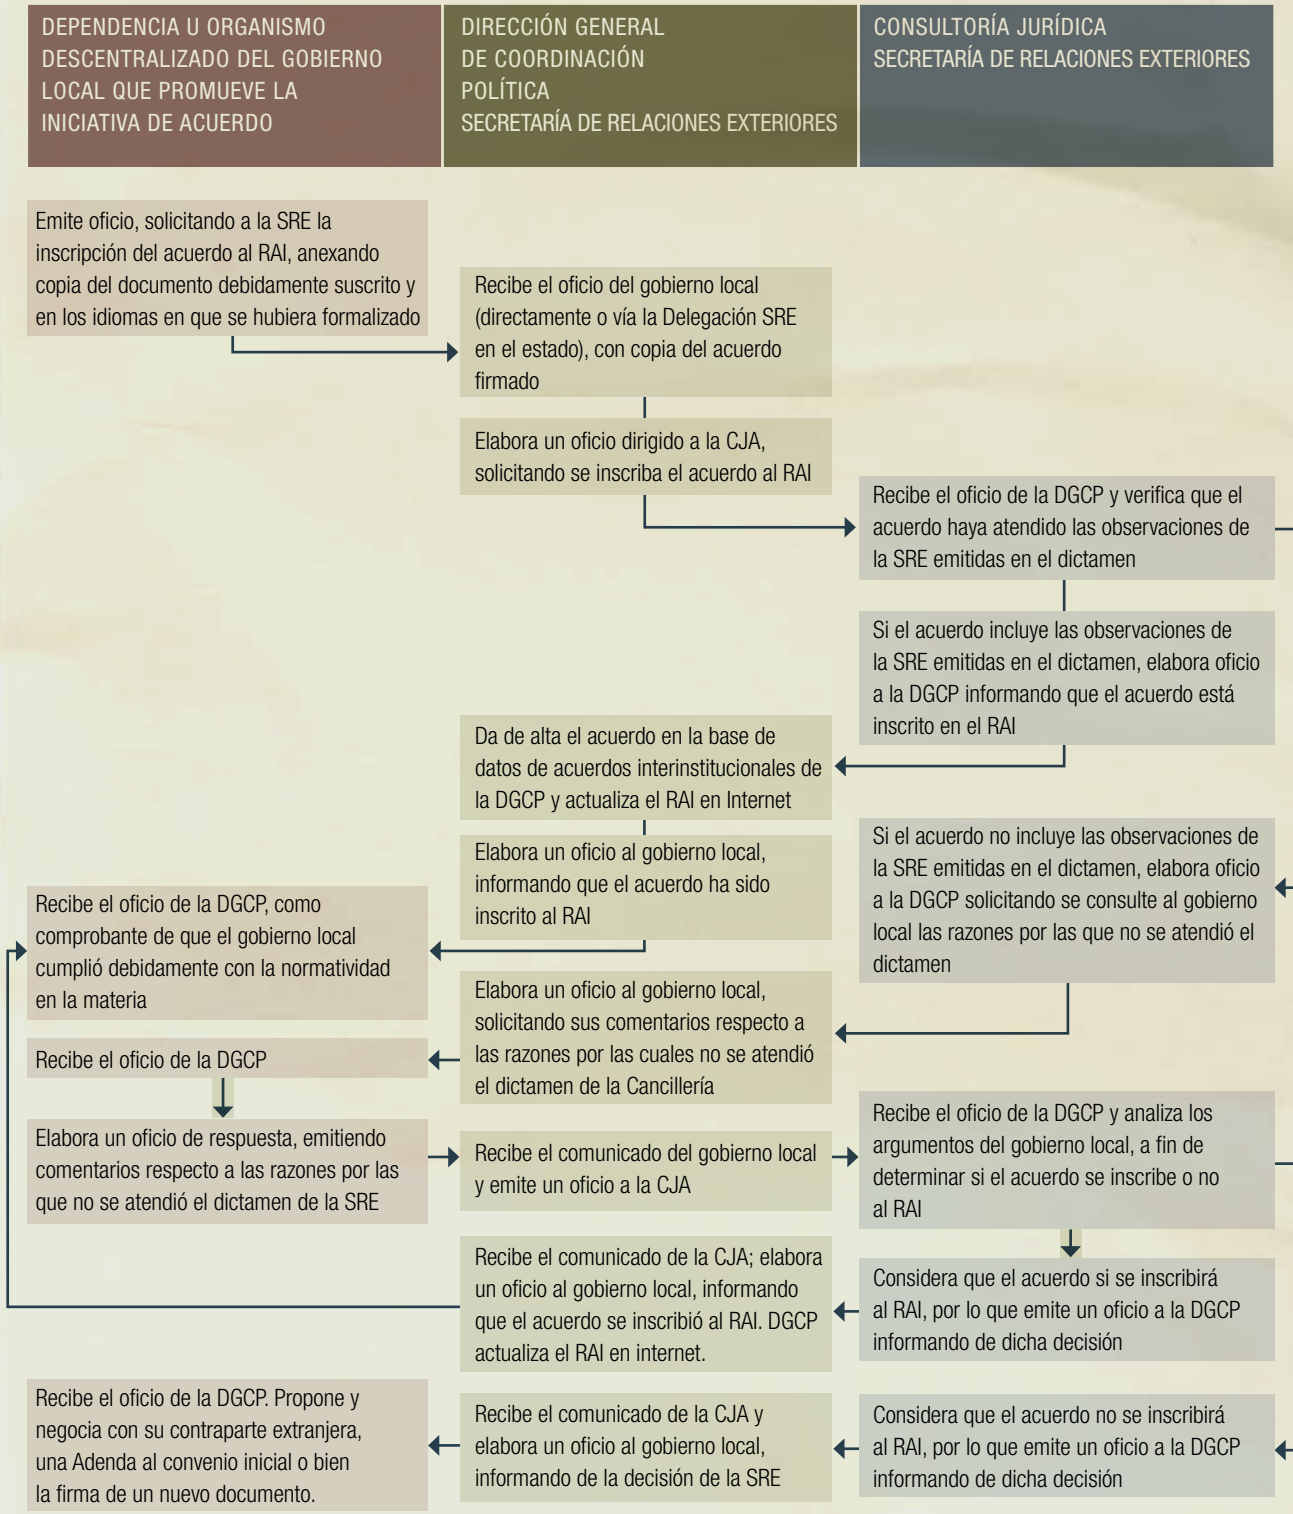 DEPENDENCIA U ORGANISMO
DESCENTRALIZADO DEL GOBIERNO
LOCAL QUE PROMUEVE LA
INICIATIVA DE ACUERDO
DIRECCIÓN GENERAL
DE COORDINACIÓN
POLÍTICA
SECRETARÍA DE RELACIONES EXTERIORES
CONSULTORÍA JURÍDICA
SECRETARÍA DE RELACIONES EXTERIORES
Emite oficio, solicitando a la SRE la
inscripción del acuerdo al RAI, anexando
copia del documento debidamente suscrito y
en los idiomas en que se hubiera formalizado
Recibe el oficio del gobierno local
(directamente o vía la Delegación SRE
en el estado), con copia del acuerdo
firmado
Elabora un oficio dirigido a la CJA,
solicitando se inscriba el acuerdo al RAI
Recibe el oficio de la DGCP y verifica que el
acuerdo haya atendido las observaciones de
la SRE emitidas en el dictamen
Si el acuerdo incluye las observaciones de
la SRE emitidas en el dictamen, elabora oficio
a la DGCP informando que el acuerdo está
inscrito en el RAI
Da de alta el acuerdo en la base de
datos de acuerdos interinstitucionales de
la DGCP y actualiza el RAI en Internet
Elabora un oficio al gobierno local,
informando que el acuerdo ha sido
inscrito al RAI
Si el acuerdo no incluye las observaciones de
la SRE emitidas en el dictamen, elabora oficio
a la DGCP solicitando se consulte al gobierno
local las razones por las que no se atendió el
dictamen
Recibe el oficio de la DGCP, como
comprobante de que el gobierno local
cumplió debidamente con la normatividad
en la materia
Elabora un oficio al gobierno local,
solicitando sus comentarios respecto a
las razones por las cuales no se atendió
el dictamen de la Cancillería
Recibe el oficio de la DGCP
Elabora un oficio de respuesta, emitiendo
comentarios respecto a las razones por las
que no se atendió el dictamen de la SRE
Recibe el comunicado del gobierno local
y emite un oficio a la CJA
Recibe el oficio de la DGCP y analiza los
argumentos del gobierno local, a fin de
determinar si el acuerdo se inscribe o no
al RAI
Recibe el comunicado de la CJA; elabora
un oficio al gobierno local, informando
que el acuerdo se inscribió al RAI. DGCP
actualiza el RAI en internet.
Considera que el acuerdo si se inscribirá
al RAI, por lo que emite un oficio a la DGCP
informando de dicha decisión
Recibe el oficio de la DGCP. Propone y
negocia con su contraparte extranjera,
una Adenda al convenio inicial o bien
la firma de un nuevo documento.
Recibe el comunicado de la CJA y
elabora un oficio al gobierno local,
informando de la decisión de la SRE
Considera que el acuerdo no se inscribirá
al RAI, por lo que emite un oficio a la DGCP
informando de dicha decisión